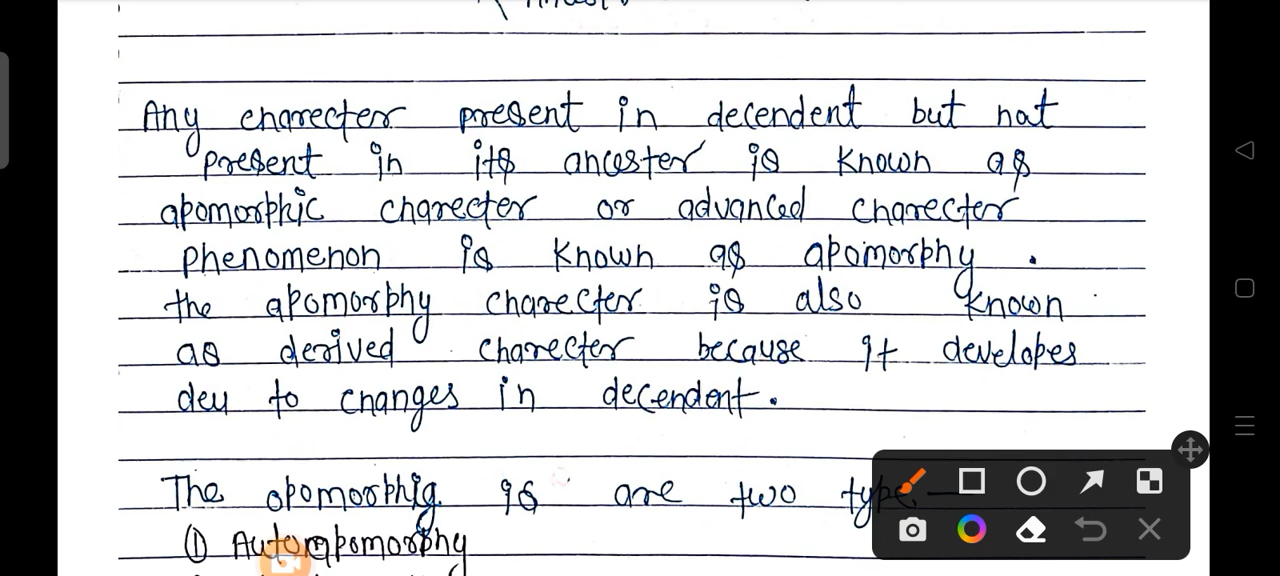 Any charecter present in decendent but not
present in its ancester is known as
apomorphic charecter or advanced charecter
phenomenon is known as apomorphy .
the apomorphy charecter is also known
as derived charecter because it developes
deu to changes in decendent .
The apomorphig is are two type
① Autoapomorphy